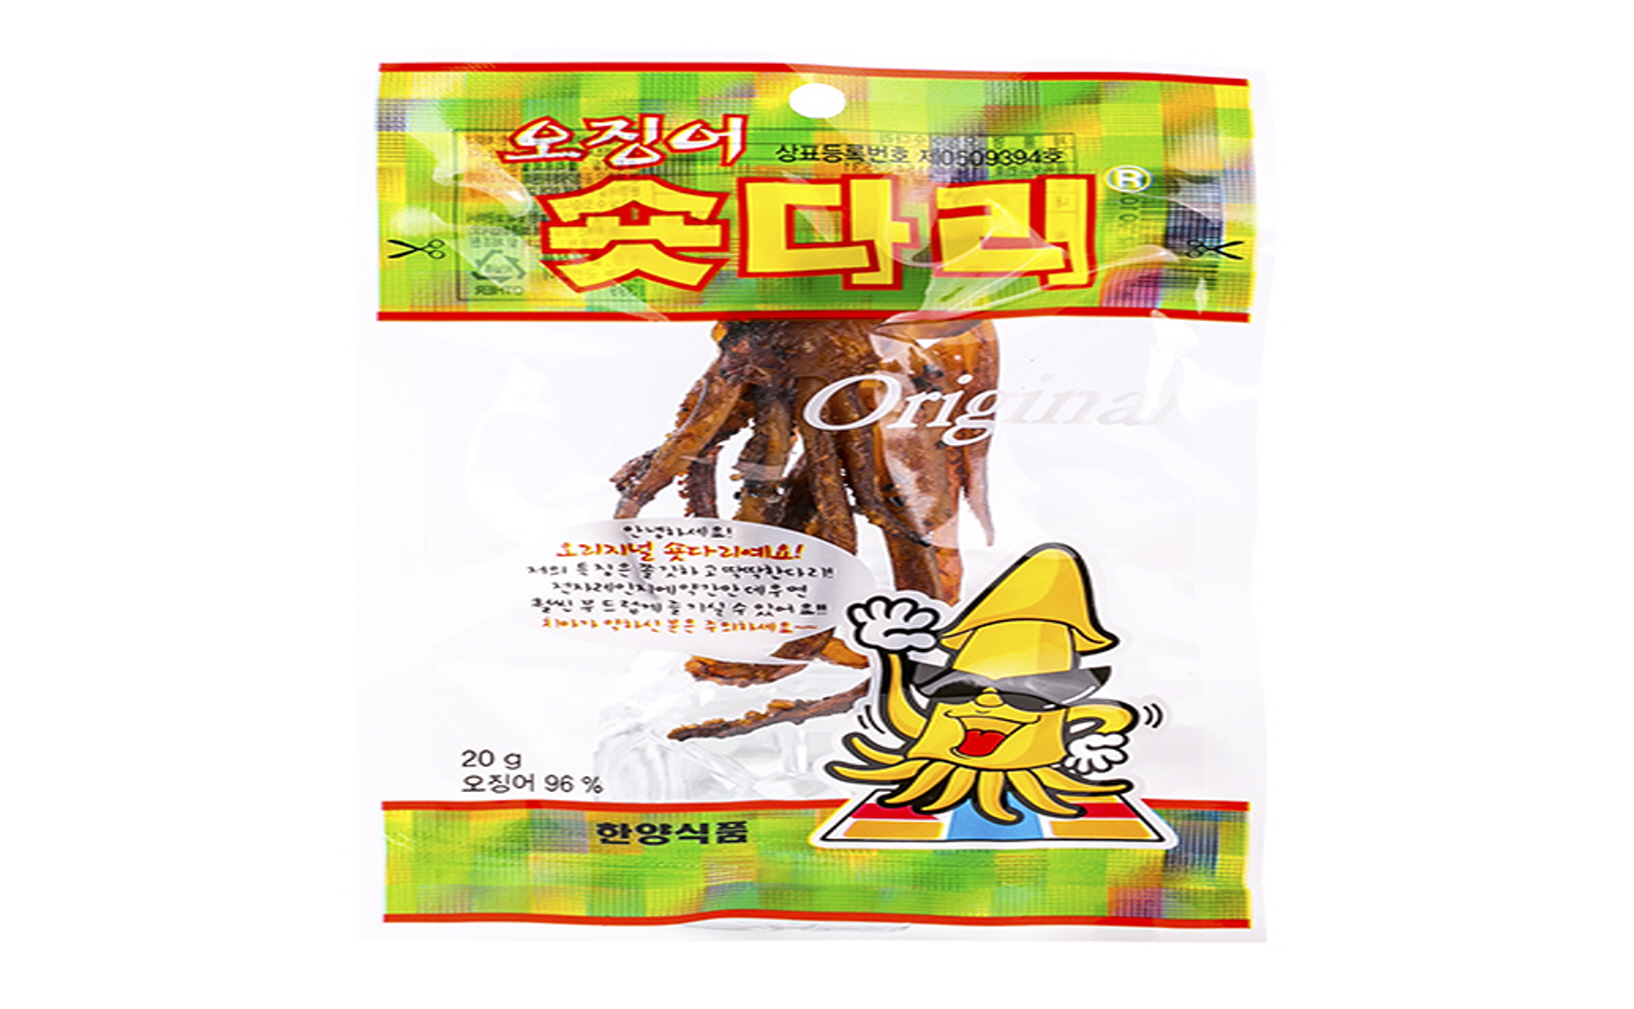 오징어
상표등록번호 제0509394호
숏다리®
Original
안녕하세요!
오리지널 숏다리예요!
저의 특징은 쫄깃하고 딱딱한다리!!
전자레인지에 약간만 데우면
훨씬 부드럽게 즐기실 수 있어요!!
치아가 약하신 분은 주의하세요~~
20 g
오징어 96 %
한양식품
OTHER